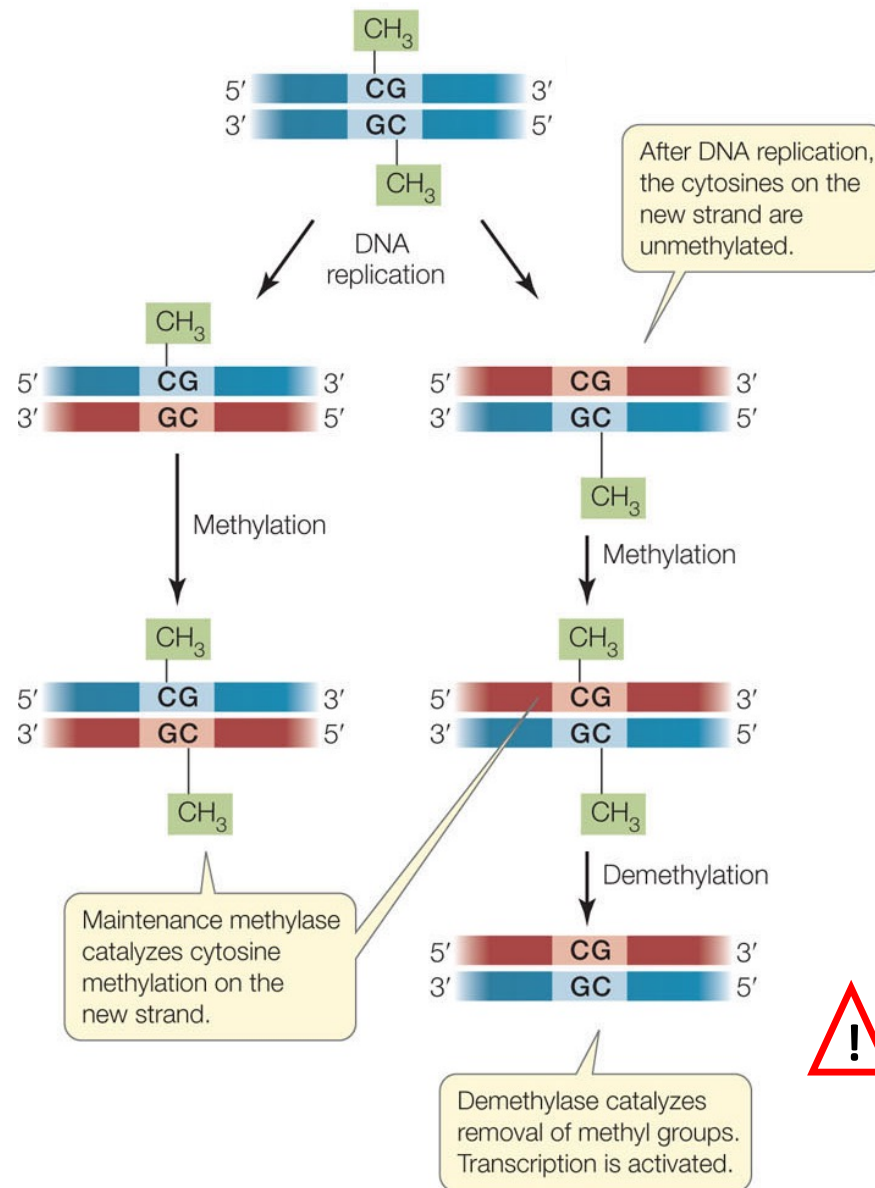 CH₃
5′ CG 3′
3′ GC 5′
CH₃
After DNA replication,
the cytosines on the
new strand are
unmethylated.
DNA
replication
CH₃
5′ CG 3′
3′ GC 5′
5′ CG 3′
3′ GC 5′
CH₃
Methylation
Methylation
CH₃
5′ CG 3′
3′ GC 5′
CH₃
CH₃
5′ CG 3′
3′ GC 5′
CH₃
Maintenance methylase
catalyzes cytosine
methylation on the
new strand.
Demethylation
5′ CG 3′
3′ GC 5′
!
Demethylase catalyzes
removal of methyl groups.
Transcription is activated.